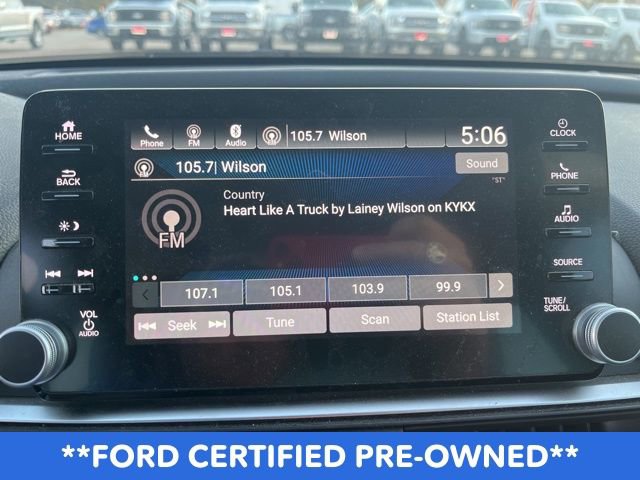 HOME
BACK
VOL
AUDIO
Phone
FM
Audio
105.7 Wilson
5:06
105.7| Wilson
Sound
"ST"
Country
Heart Like A Truck by Lainey Wilson on KYKX
FM
107.1
105.1
103.9
99.9
Seek
Tune
Scan
Station List
CLOCK
PHONE
AUDIO
SOURCE
TUNE/
SCROLL
**FORD CERTIFIED PRE-OWNED**